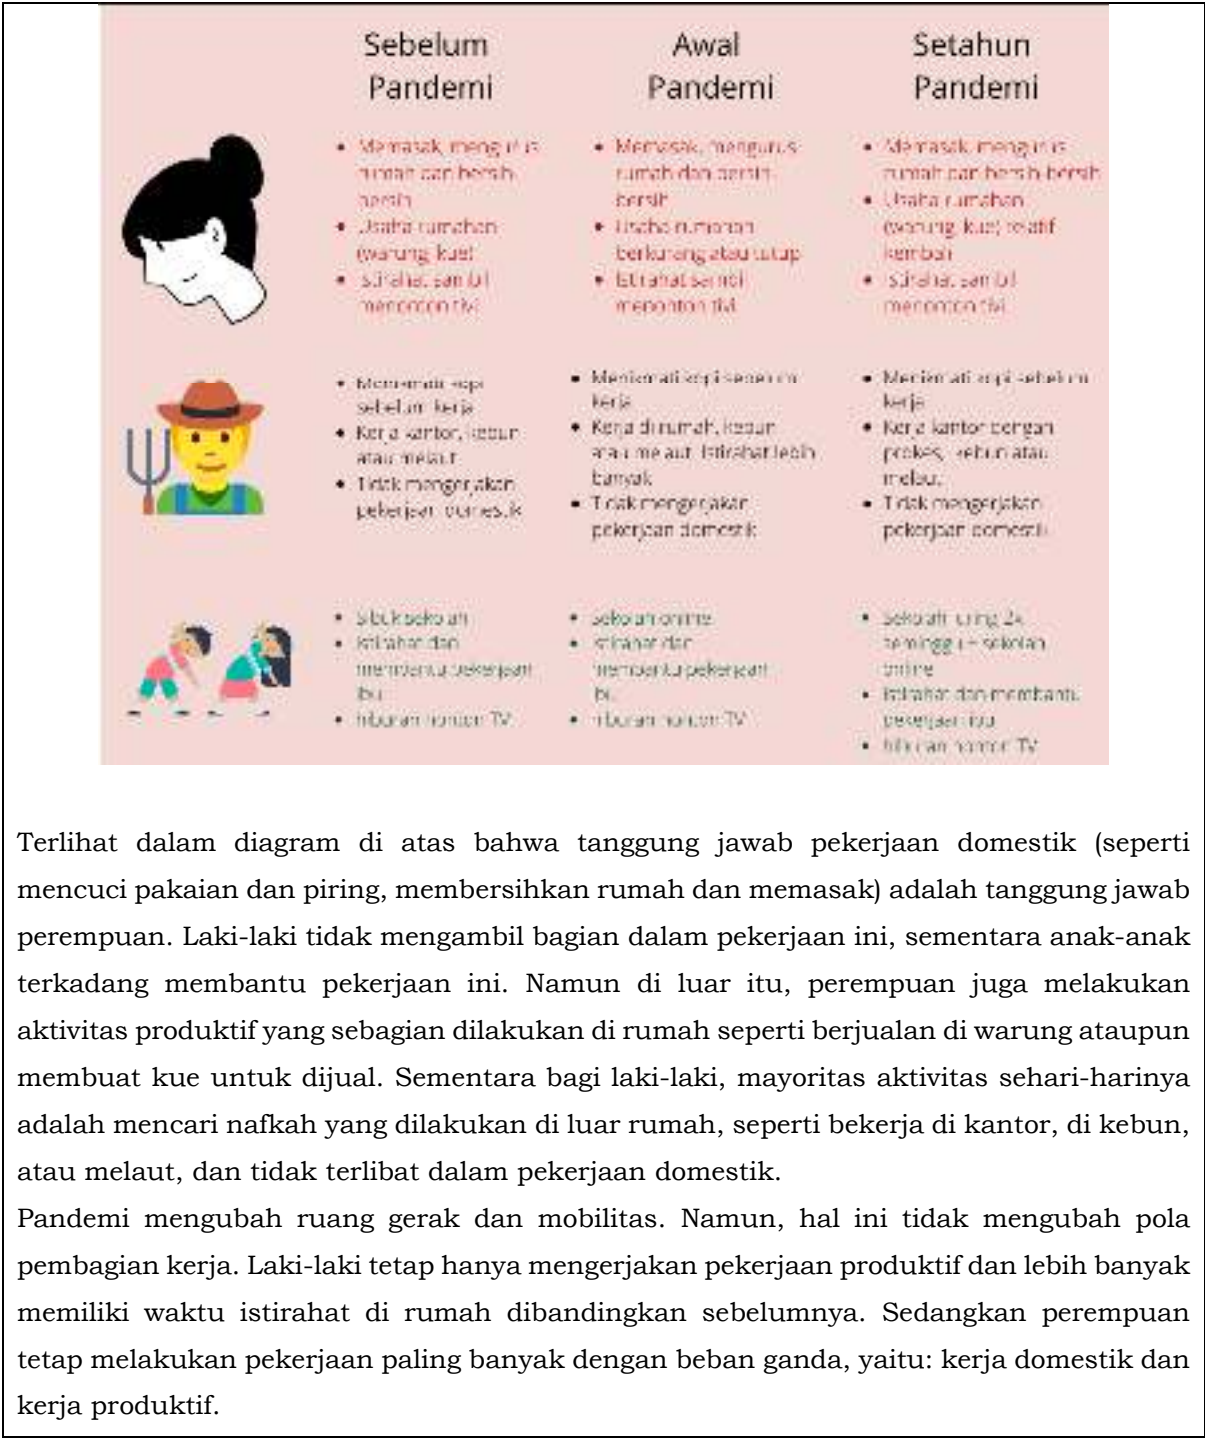 Sebelum Pandemi
Awal Pandemi
Setahun Pandemi
• Memasak, mengurus rumah dan bersih-bersih
• Usaha rumahan (warung, kue)
• Istirahat sambil menonton tivi
• Memasak, mengurus rumah dan bersih-bersih
• Usaha rumahan berkurang atau tutup
• Istirahat sambil menonton tivi
• Memasak, mengurus rumah dan bersih-bersih
• Usaha rumahan (warung, kue) relatif kembali
• Istirahat sambil menonton tivi
• Menikmati kopi sebelum kerja
• Kerja kantor, kebun atau melaut
• Tidak mengerjakan pekerjaan domestik
• Menikmati kopi sebelum kerja
• Kerja di rumah, kebun atau melaut, istirahat lebih banyak
• Tidak mengerjakan pekerjaan domestik
• Menikmati kopi sebelum kerja
• Kerja kantor dengan prokes, kebun atau melaut
• Tidak mengerjakan pekerjaan domestik
• Sibuk sekolah
• Istirahat dan membantu pekerjaan ibu
• hiburan nonton TV
• Sekolah online
• Istirahat dan membantu pekerjaan ibu
• hiburan nonton TV
• Sekolah luring 2x seminggu + sekolah online
• Istirahat dan membantu pekerjaan ibu
• hiburan nonton TV
Terlihat dalam diagram di atas bahwa tanggung jawab pekerjaan domestik (seperti
mencuci pakaian dan piring, membersihkan rumah dan memasak) adalah tanggung jawab
perempuan. Laki-laki tidak mengambil bagian dalam pekerjaan ini, sementara anak-anak
terkadang membantu pekerjaan ini. Namun di luar itu, perempuan juga melakukan
aktivitas produktif yang sebagian dilakukan di rumah seperti berjualan di warung ataupun
membuat kue untuk dijual. Sementara bagi laki-laki, mayoritas aktivitas sehari-harinya
adalah mencari nafkah yang dilakukan di luar rumah, seperti bekerja di kantor, di kebun,
atau melaut, dan tidak terlibat dalam pekerjaan domestik.
Pandemi mengubah ruang gerak dan mobilitas. Namun, hal ini tidak mengubah pola
pembagian kerja. Laki-laki tetap hanya mengerjakan pekerjaan produktif dan lebih banyak
memiliki waktu istirahat di rumah dibandingkan sebelumnya. Sedangkan perempuan
tetap melakukan pekerjaan paling banyak dengan beban ganda, yaitu: kerja domestik dan
kerja produktif.